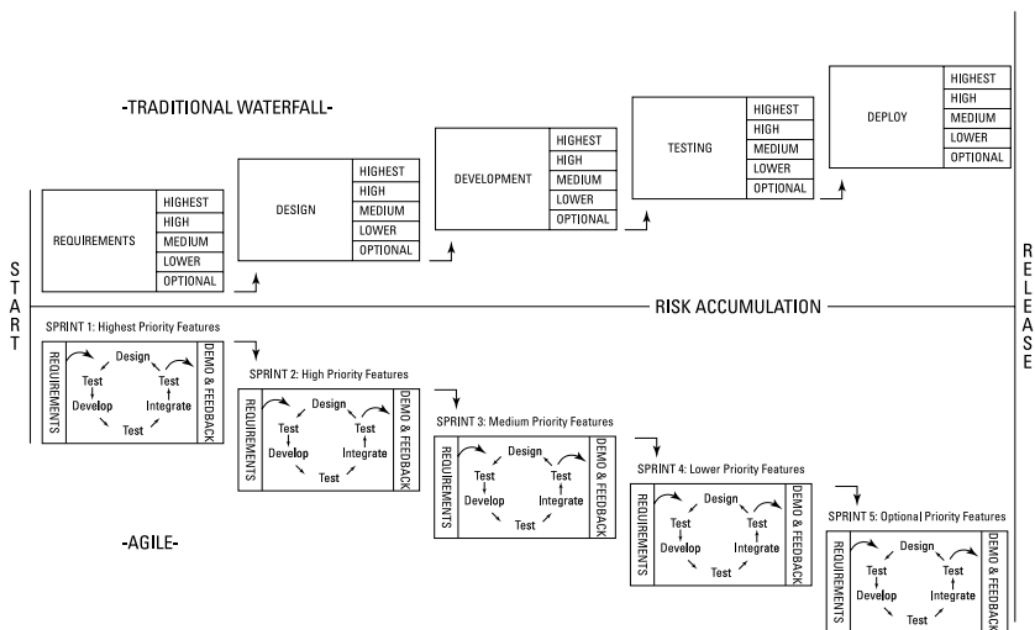 -TRADITIONAL WATERFALL-
START
REQUIREMENTS
HIGHEST
HIGH
MEDIUM
LOWER
OPTIONAL
DESIGN
HIGHEST
HIGH
MEDIUM
LOWER
OPTIONAL
DEVELOPMENT
HIGHEST
HIGH
MEDIUM
LOWER
OPTIONAL
TESTING
HIGHEST
HIGH
MEDIUM
LOWER
OPTIONAL
DEPLOY
HIGHEST
HIGH
MEDIUM
LOWER
OPTIONAL
RELEASE
RISK ACCUMULATION
SPRINT 1: Highest Priority Features
REQUIREMENTS
Design
Test
Develop
Test
Integrate
Test
DEMO & FEEDBACK
SPRINT 2: High Priority Features
REQUIREMENTS
Design
Test
Develop
Test
Integrate
Test
DEMO & FEEDBACK
SPRINT 3: Medium Priority Features
REQUIREMENTS
Design
Test
Develop
Test
Integrate
Test
DEMO & FEEDBACK
SPRINT 4: Lower Priority Features
REQUIREMENTS
Design
Test
Develop
Test
Integrate
Test
DEMO & FEEDBACK
SPRINT 5: Optional Priority Features
REQUIREMENTS
Design
Test
Develop
Test
Integrate
Test
DEMO & FEEDBACK
-AGILE-